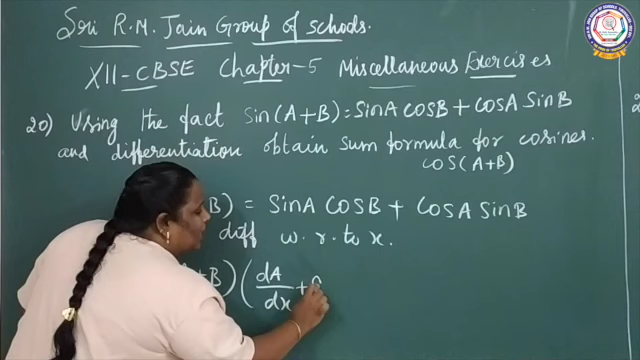 Sri R.M. Jain Group of schools.
XII - CBSE Chapter-5 Miscellaneous Exercises
20) Using the fact Sin(A+B) = SinA CosB + CosA SinB
and differentiation obtain sum formula for cosines.
cos(A+B)
B) = SinA CosB + CosA SinB
diff w.r.to x.
+B) (dA/dx +